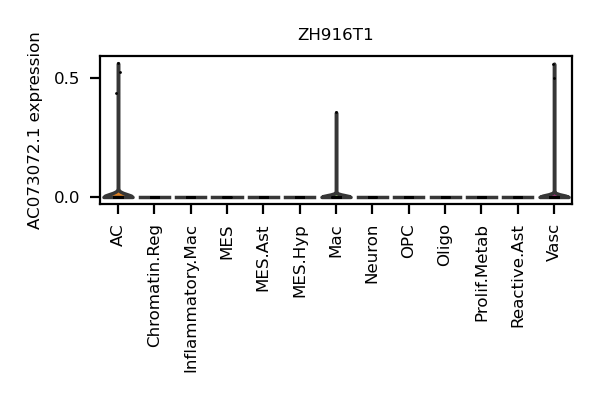 ZH916T1
AC073072.1 expression
0.5
0.0
AC
Chromatin.Reg
Inflammatory.Mac
MES
MES.Ast
MES.Hyp
Mac
Neuron
OPC
Oligo
Prolif.Metab
Reactive.Ast
Vasc